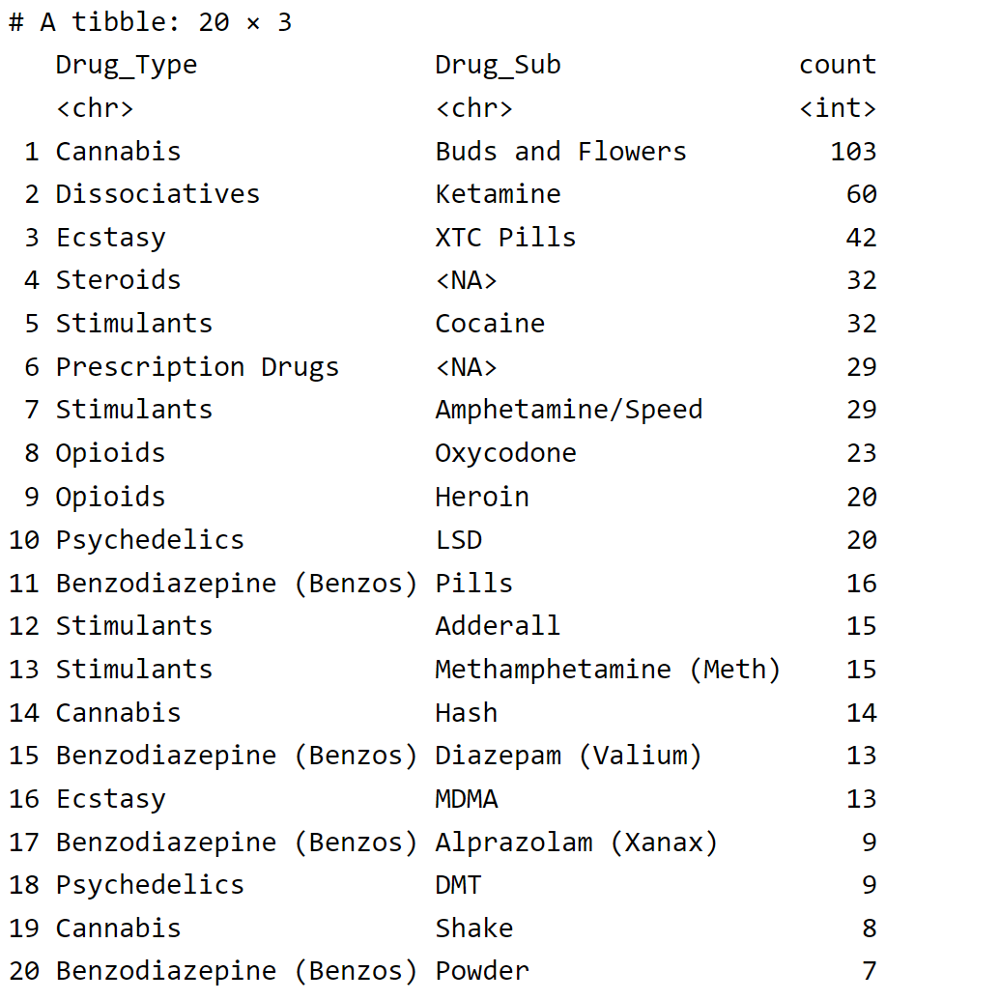 # A tibble: 20 × 3
Drug_Type Drug_Sub count
<chr> <chr> <int>
1 Cannabis Buds and Flowers 103
2 Dissociatives Ketamine 60
3 Ecstasy XTC Pills 42
4 Steroids <NA> 32
5 Stimulants Cocaine 32
6 Prescription Drugs <NA> 29
7 Stimulants Amphetamine/Speed 29
8 Opioids Oxycodone 23
9 Opioids Heroin 20
10 Psychedelics LSD 20
11 Benzodiazepine (Benzos) Pills 16
12 Stimulants Adderall 15
13 Stimulants Methamphetamine (Meth) 15
14 Cannabis Hash 14
15 Benzodiazepine (Benzos) Diazepam (Valium) 13
16 Ecstasy MDMA 13
17 Benzodiazepine (Benzos) Alprazolam (Xanax) 9
18 Psychedelics DMT 9
19 Cannabis Shake 8
20 Benzodiazepine (Benzos) Powder 7